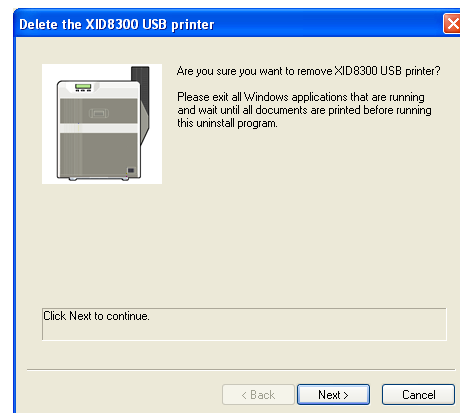 Delete the XID8300 USB printer
Are you sure you want to remove XID8300 USB printer?
Please exit all Windows applications that are running
and wait until all documents are printed before running
this uninstall program.
Click Next to continue.
< Back
Next >
Cancel